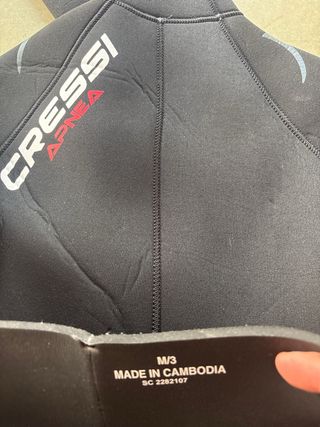 CRESSI
APNEA
M/3
MADE IN CAMBODIA
SC 2282107